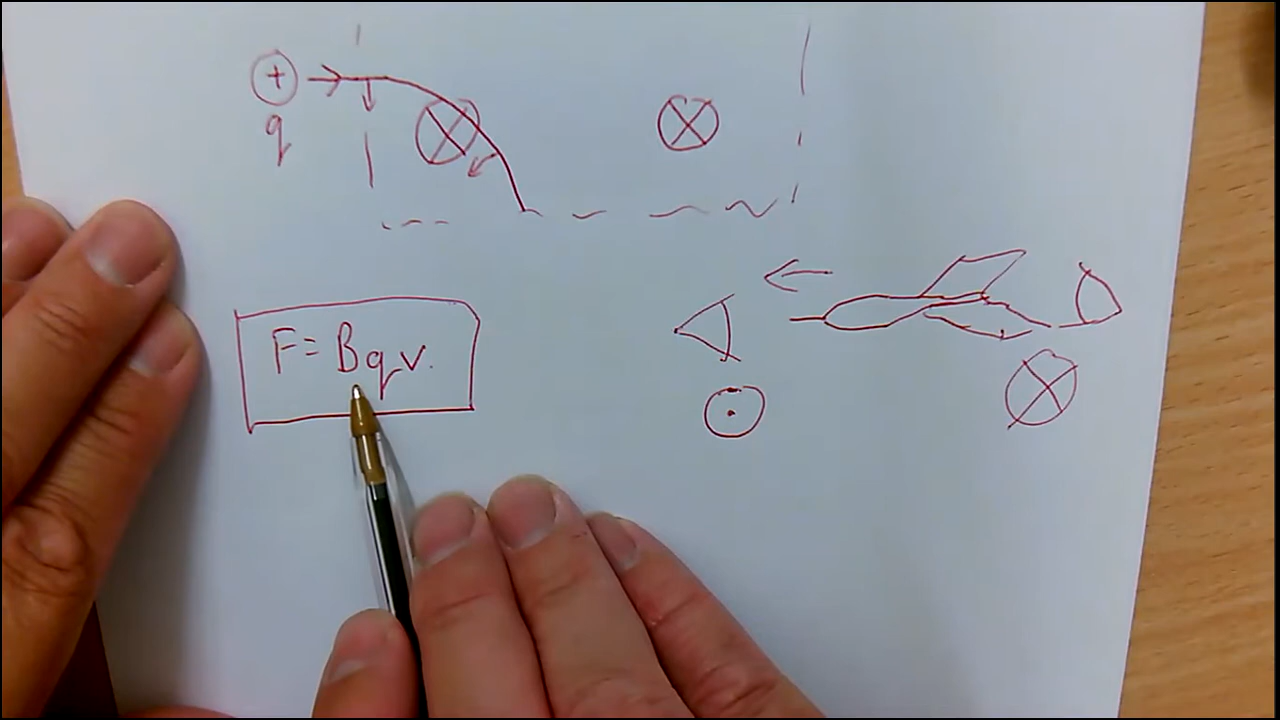 +
q
F = Bqv.